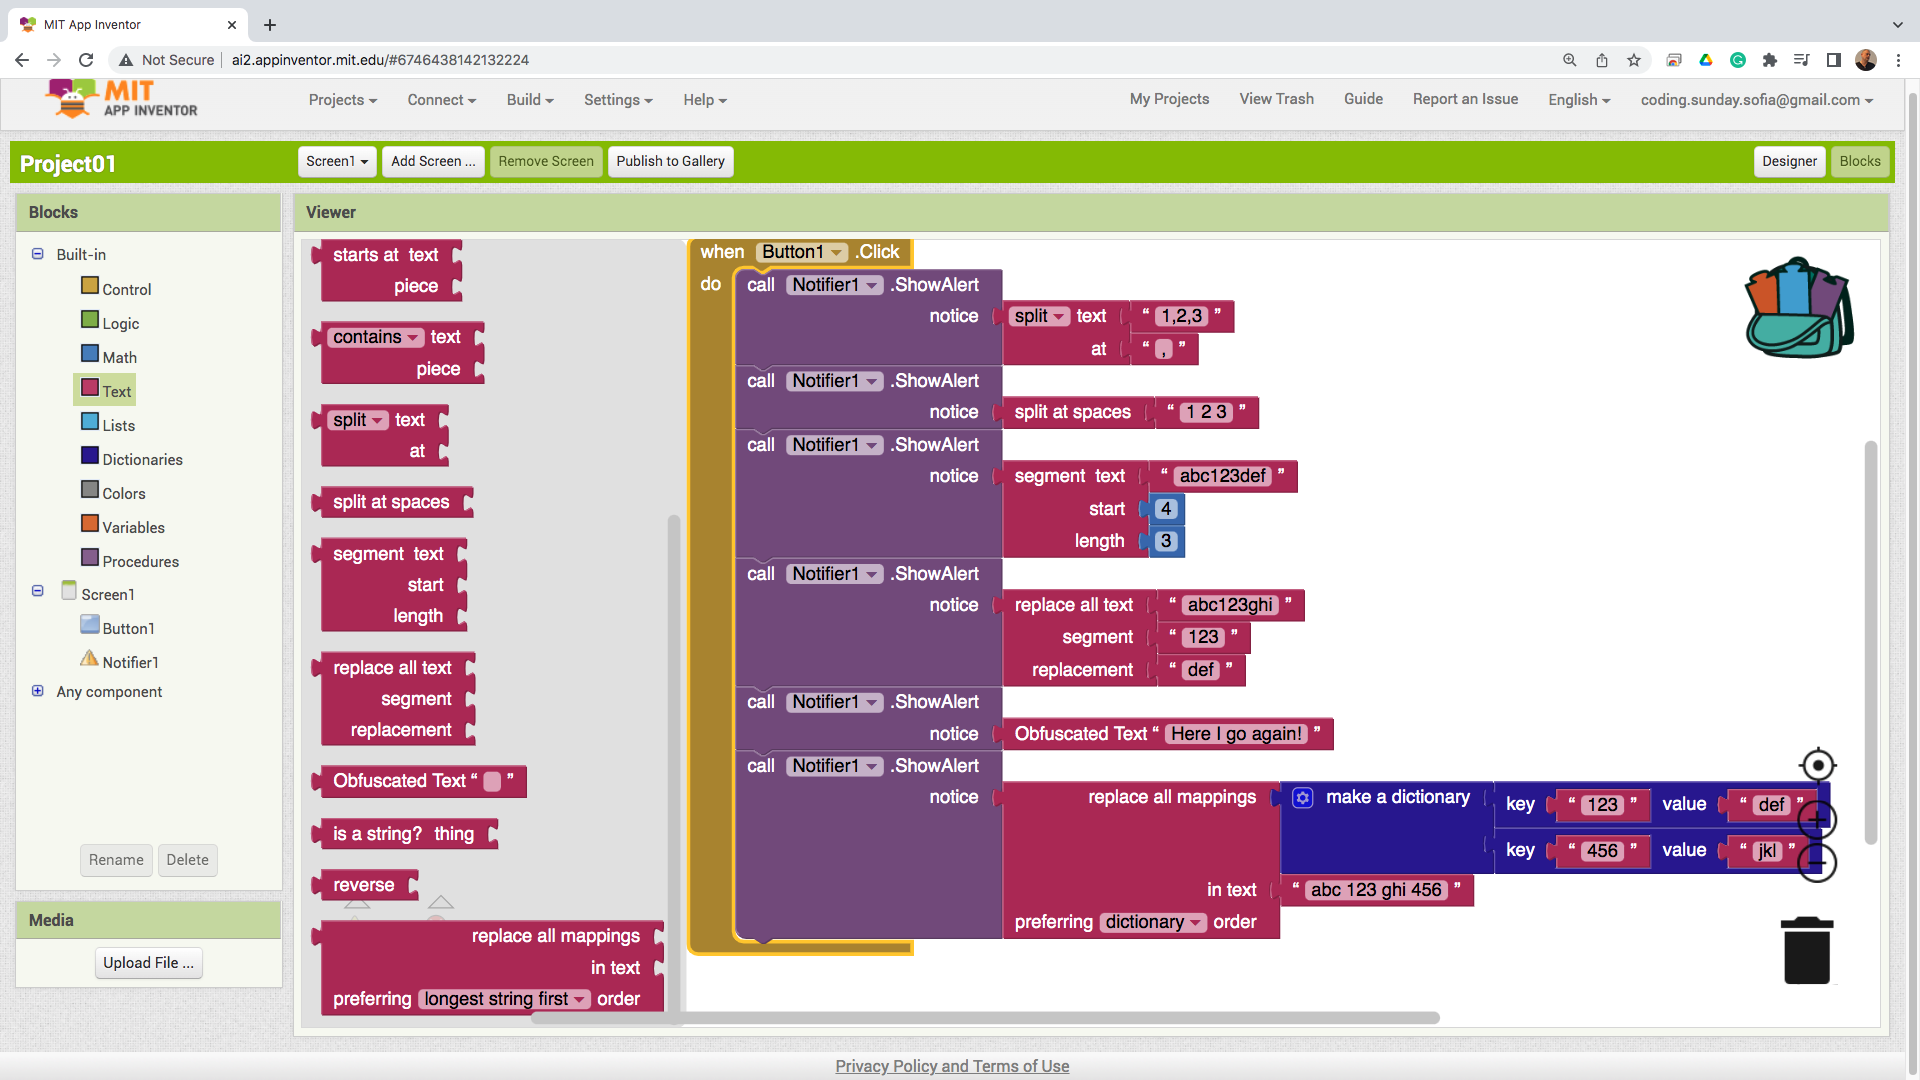 MIT App Inventor
Not Secure ai2.appinventor.mit.edu/#6746438142132224
MIT
APP INVENTOR
Projects Connect Build Settings Help My Projects View Trash Guide Report an Issue English coding.sunday.sofia@gmail.com
Project01 Screen1 Add Screen ... Remove Screen Publish to Gallery Designer Blocks
Blocks
Built-in
Control
Logic
Math
Text
Lists
Dictionaries
Colors
Variables
Procedures
Screen1
Button1
Notifier1
Any component
Rename Delete
Media
Upload File ...
Viewer
starts at text
piece
contains text
piece
split text
at
split at spaces
segment text
start
length
replace all text
segment
replacement
Obfuscated Text “ ”
is a string? thing
reverse
replace all mappings
in text
preferring longest string first order
when Button1 .Click
do call Notifier1 .ShowAlert
notice split text “ 1,2,3 ”
at “ , ”
call Notifier1 .ShowAlert
notice split at spaces “ 1 2 3 ”
call Notifier1 .ShowAlert
notice segment text “ abc123def ”
start 4
length 3
call Notifier1 .ShowAlert
notice replace all text “ abc123ghi ”
segment “ 123 ”
replacement “ def ”
call Notifier1 .ShowAlert
notice Obfuscated Text “ Here I go again! ”
call Notifier1 .ShowAlert
notice replace all mappings make a dictionary key “ 123 ” value “ def ”
key “ 456 ” value “ jkl ”
in text “ abc 123 ghi 456 ”
preferring dictionary order
Privacy Policy and Terms of Use